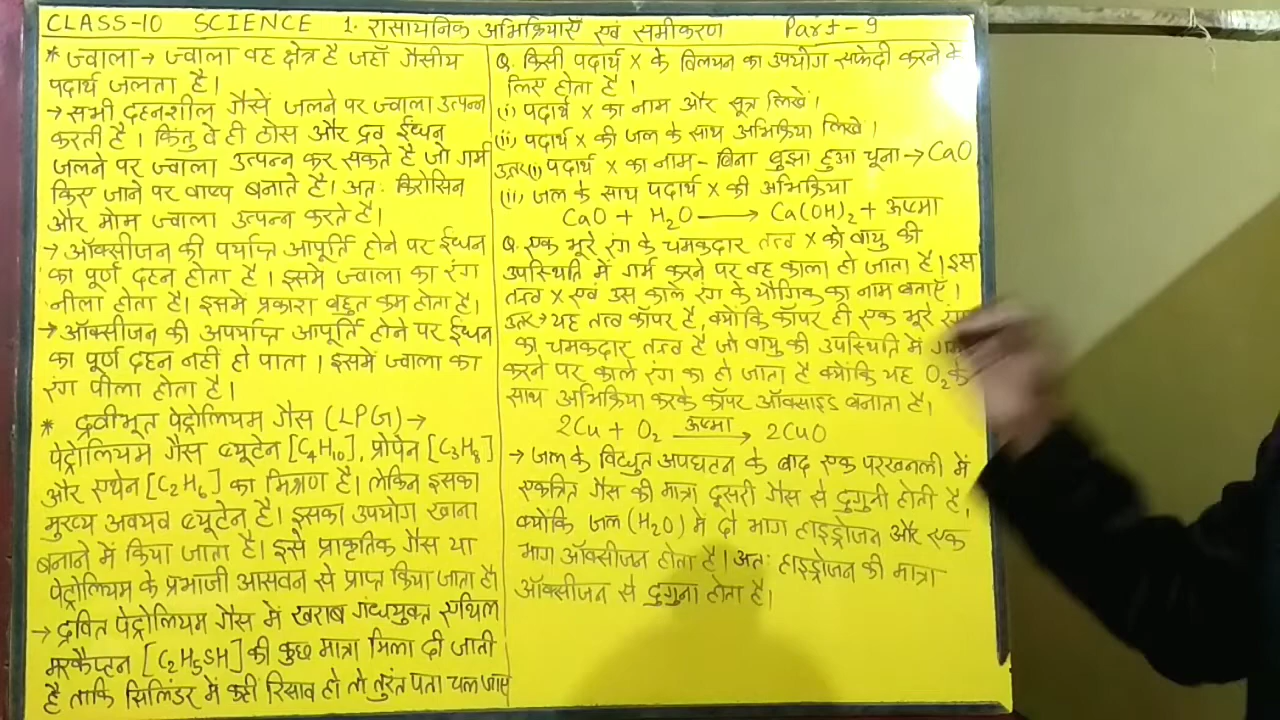 CLASS-10 SCIENCE 1. रासायनिक अभिक्रियाएँ एवं समीकरण Part-9
* ज्वाला → ज्वाला वह क्षेत्र है जहाँ गैसीय
पदार्थ जलता है।
→ सभी दहनशील गैसें जलने पर ज्वाला उत्पन्न
करती है। किंतु वे ही ठोस और द्रव ईंधन
जलने पर ज्वाला उत्पन्न कर सकते है जो गर्म
किए जाने पर वाष्प बनाते है। अतः किरोसिन
और मोम ज्वाला उत्पन्न करते है।
→ ऑक्सीजन की पर्याप्त आपूर्ति होने पर ईंधन
का पूर्ण दहन होता है। इसमें ज्वाला का रंग
नीला होता है। इसमें प्रकाश बहुत कम होता है।
→ ऑक्सीजन की अपर्याप्त आपूर्ति होने पर ईंधन
का पूर्ण दहन नहीं हो पाता। इसमें ज्वाला का
रंग पीला होता है।
* द्रवीभूत पेट्रोलियम गैस (LPG) →
पेट्रोलियम गैस ब्यूटेन [C₄H₁₀], प्रोपेन [C₃H₈]
और एथेन [C₂H₆] का मिश्रण है। लेकिन इसका
मुख्य अवयव ब्यूटेन है। इसका उपयोग खाना
बनाने में किया जाता है। इसे प्राकृतिक गैस या
पेट्रोलियम के प्रभाजी आसवन से प्राप्त किया जाता है।
→ द्रवित पेट्रोलियम गैस में खराब गंधयुक्त एथिल
मरकैप्टन [C₂H₅SH] की कुछ मात्रा मिला दी जाती
है ताकि सिलिंडर में कहीं रिसाव हो तो तुरंत पता चल जाए
Q. किसी पदार्थ X के विलयन का उपयोग सफेदी करने के
लिए होता है।
(i) पदार्थ X का नाम और सूत्र लिखें।
(ii) पदार्थ X की जल के साथ अभिक्रिया लिखें।
उत्तर(i) पदार्थ X का नाम - बिना बुझा हुआ चूना → CaO
(ii) जल के साथ पदार्थ X की अभिक्रिया
CaO + H₂O ⟶ Ca(OH)₂ + ऊष्मा
Q. एक भूरे रंग के चमकदार तत्व X को वायु की
उपस्थिति में गर्म करने पर वह काला हो जाता है। इस
तत्व X एवं उस काले रंग के यौगिक का नाम बताएँ।
उत्तर→ यह तत्व कॉपर है, क्योंकि कॉपर ही एक भूरे रंग
का चमकदार तत्व है जो वायु की उपस्थिति में गर्म
करने पर काले रंग का हो जाता है क्योंकि यह O₂ के
साथ अभिक्रिया करके कॉपर ऑक्साइड बनाता है।
2Cu + O₂ ऊष्मा⟶ 2CuO
→ जल के विद्युत अपघटन के बाद एक परखनली में
एकत्रित गैस की मात्रा दूसरी गैस से दुगुनी होती है,
क्योंकि जल (H₂O) में दो भाग हाइड्रोजन और एक
भाग ऑक्सीजन होता है। अतः हाइड्रोजन की मात्रा
ऑक्सीजन से दुगुना होता है।